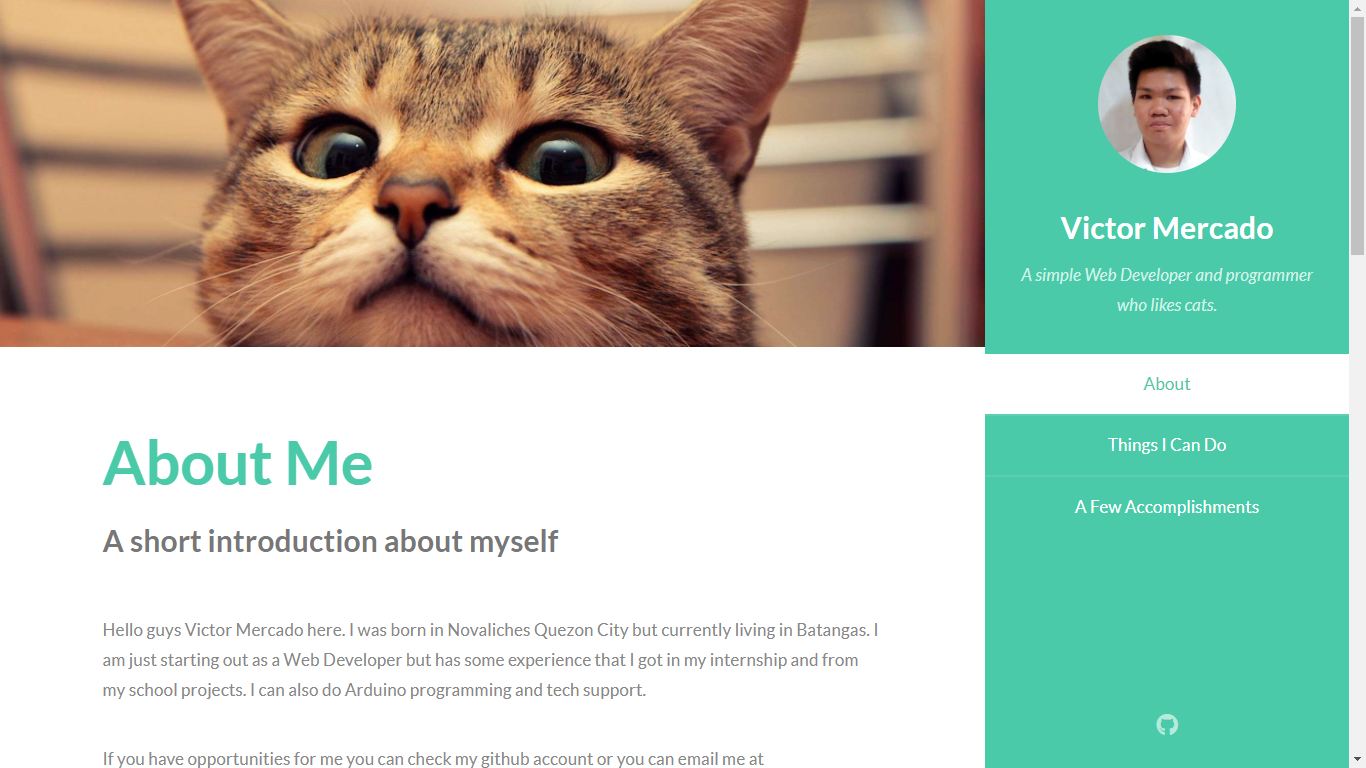 Victor Mercado
A simple Web Developer and programmer
who likes cats.
About
Things I Can Do
A Few Accomplishments
About Me
A short introduction about myself
Hello guys Victor Mercado here. I was born in Novaliches Quezon City but currently living in Batangas. I
am just starting out as a Web Developer but has some experience that I got in my internship and from
my school projects. I can also do Arduino programming and tech support.
If you have opportunities for me you can check my github account or you can email me at